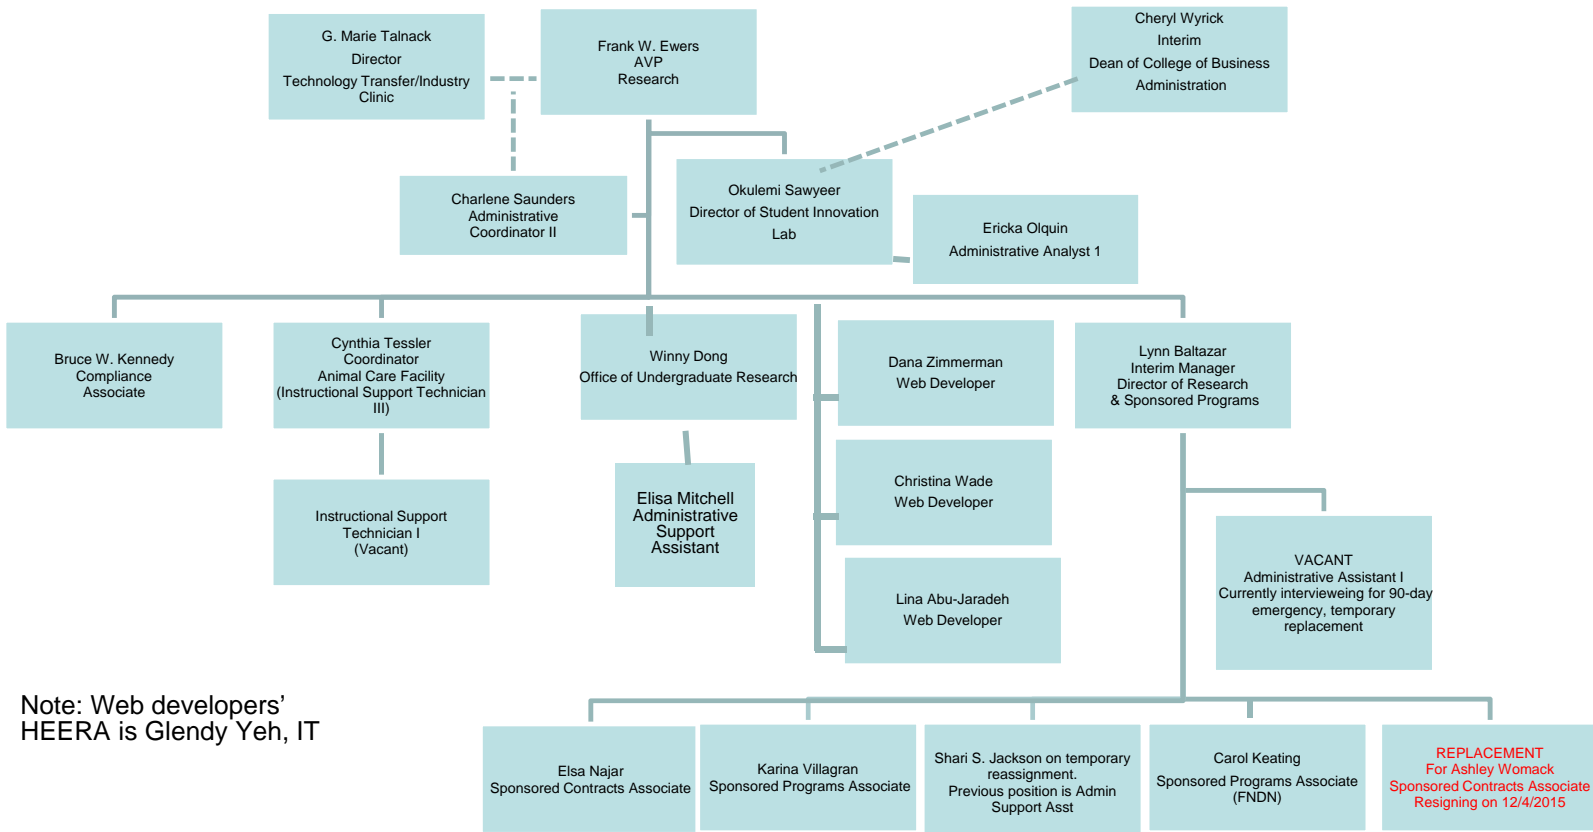 G. Marie Talnack
Director
Technology Transfer/Industry
Clinic
Frank W. Ewers
AVP
Research
Cheryl Wyrick
Interim
Dean of College of Business
Administration
Charlene Saunders
Administrative
Coordinator II
Okulemi Sawyeer
Director of Student Innovation
Lab
Ericka Olquin
Administrative Analyst 1
Bruce W. Kennedy
Compliance
Associate
Cynthia Tessler
Coordinator
Animal Care Facility
(Instructional Support Technician
III)
Winny Dong
Office of Undergraduate Research
Dana Zimmerman
Web Developer
Lynn Baltazar
Interim Manager
Director of Research
& Sponsored Programs
Instructional Support
Technician I
(Vacant)
Elisa Mitchell
Administrative
Support
Assistant
Christina Wade
Web Developer
Lina Abu-Jaradeh
Web Developer
VACANT
Administrative Assistant I
Currently intervieweing for 90-day
emergency, temporary
replacement
Note: Web developers'
HEERA is Glendy Yeh, IT
Elsa Najar
Sponsored Contracts Associate
Karina Villagran
Sponsored Programs Associate
Shari S. Jackson on temporary
reassignment.
Previous position is Admin
Support Asst
Carol Keating
Sponsored Programs Associate
(FNDN)
REPLACEMENT
For Ashley Womack
Sponsored Contracts Associate
Resigning on 12/4/2015